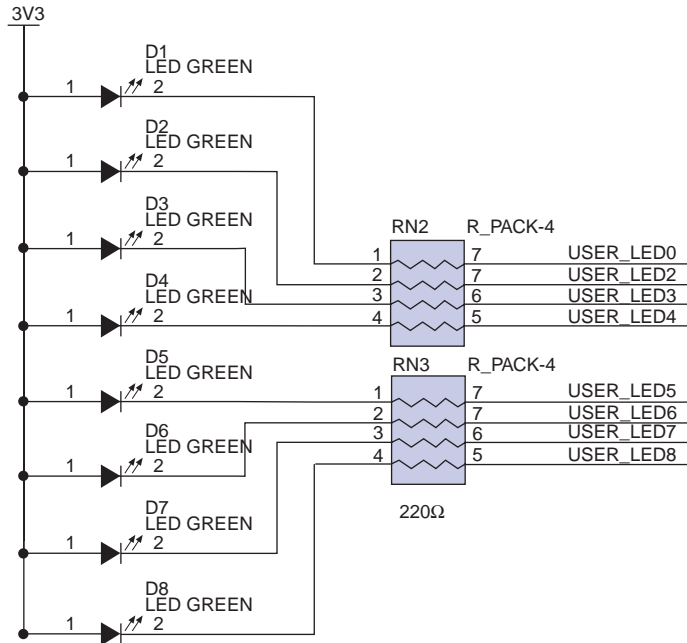 3V3
D1
LED GREEN
1 2
D2
LED GREEN
1 2
D3
LED GREEN
1 2
D4
LED GREEN
1 2
D5
LED GREEN
1 2
D6
LED GREEN
1 2
D7
LED GREEN
1 2
D8
LED GREEN
1 2
RN2 R_PACK-4
1 7 USER_LED0
2 7 USER_LED2
3 6 USER_LED3
4 5 USER_LED4
RN3 R_PACK-4
1 7 USER_LED5
2 7 USER_LED6
3 6 USER_LED7
4 5 USER_LED8
220Ω